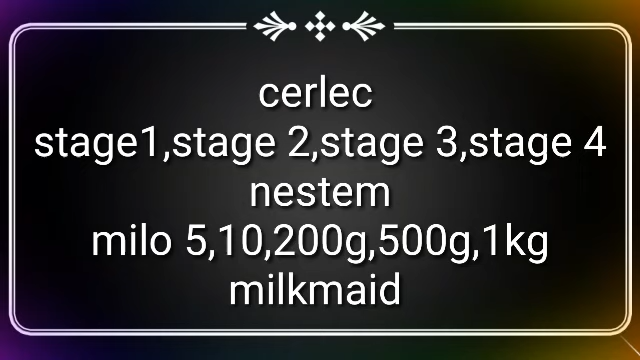 cerlec
stage1,stage 2,stage 3,stage 4
nestem
milo 5,10,200g,500g,1kg
milkmaid